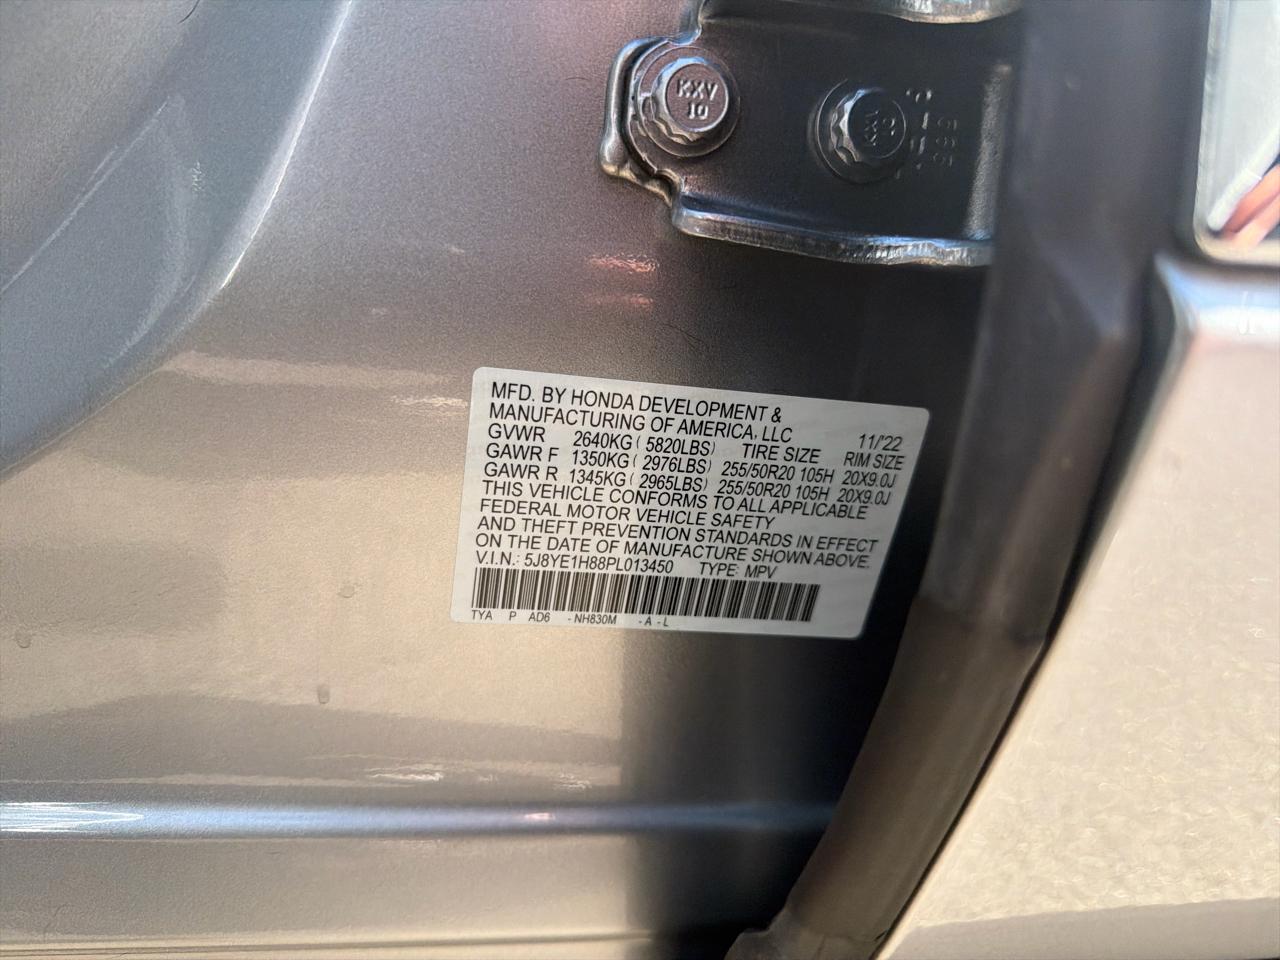 KXV
10
KXV
10
MFD. BY HONDA DEVELOPMENT &
MANUFACTURING OF AMERICA, LLC 11/'22
GVWR 2640KG ( 5820LBS) TIRE SIZE RIM SIZE
GAWR F 1350KG ( 2976LBS) 255/50R20 105H 20X9.0J
GAWR R 1345KG ( 2965LBS) 255/50R20 105H 20X9.0J
THIS VEHICLE CONFORMS TO ALL APPLICABLE
FEDERAL MOTOR VEHICLE SAFETY
AND THEFT PREVENTION STANDARDS IN EFFECT
ON THE DATE OF MANUFACTURE SHOWN ABOVE.
V.I.N.: 5J8YE1H88PL013450 TYPE: MPV
TYA P AD6 - NH830M - A - L